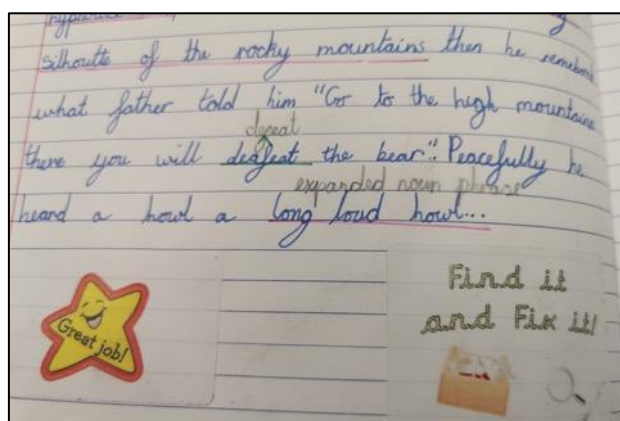 silhoutte of the rocky mountains then he remebord
what father told him "Go to the high mountains
defeat
there you will deafeat the bear". Peacefully he
expanded noun phrase
heard a howl a long loud howl...
Great job!
Find it
and Fix it!